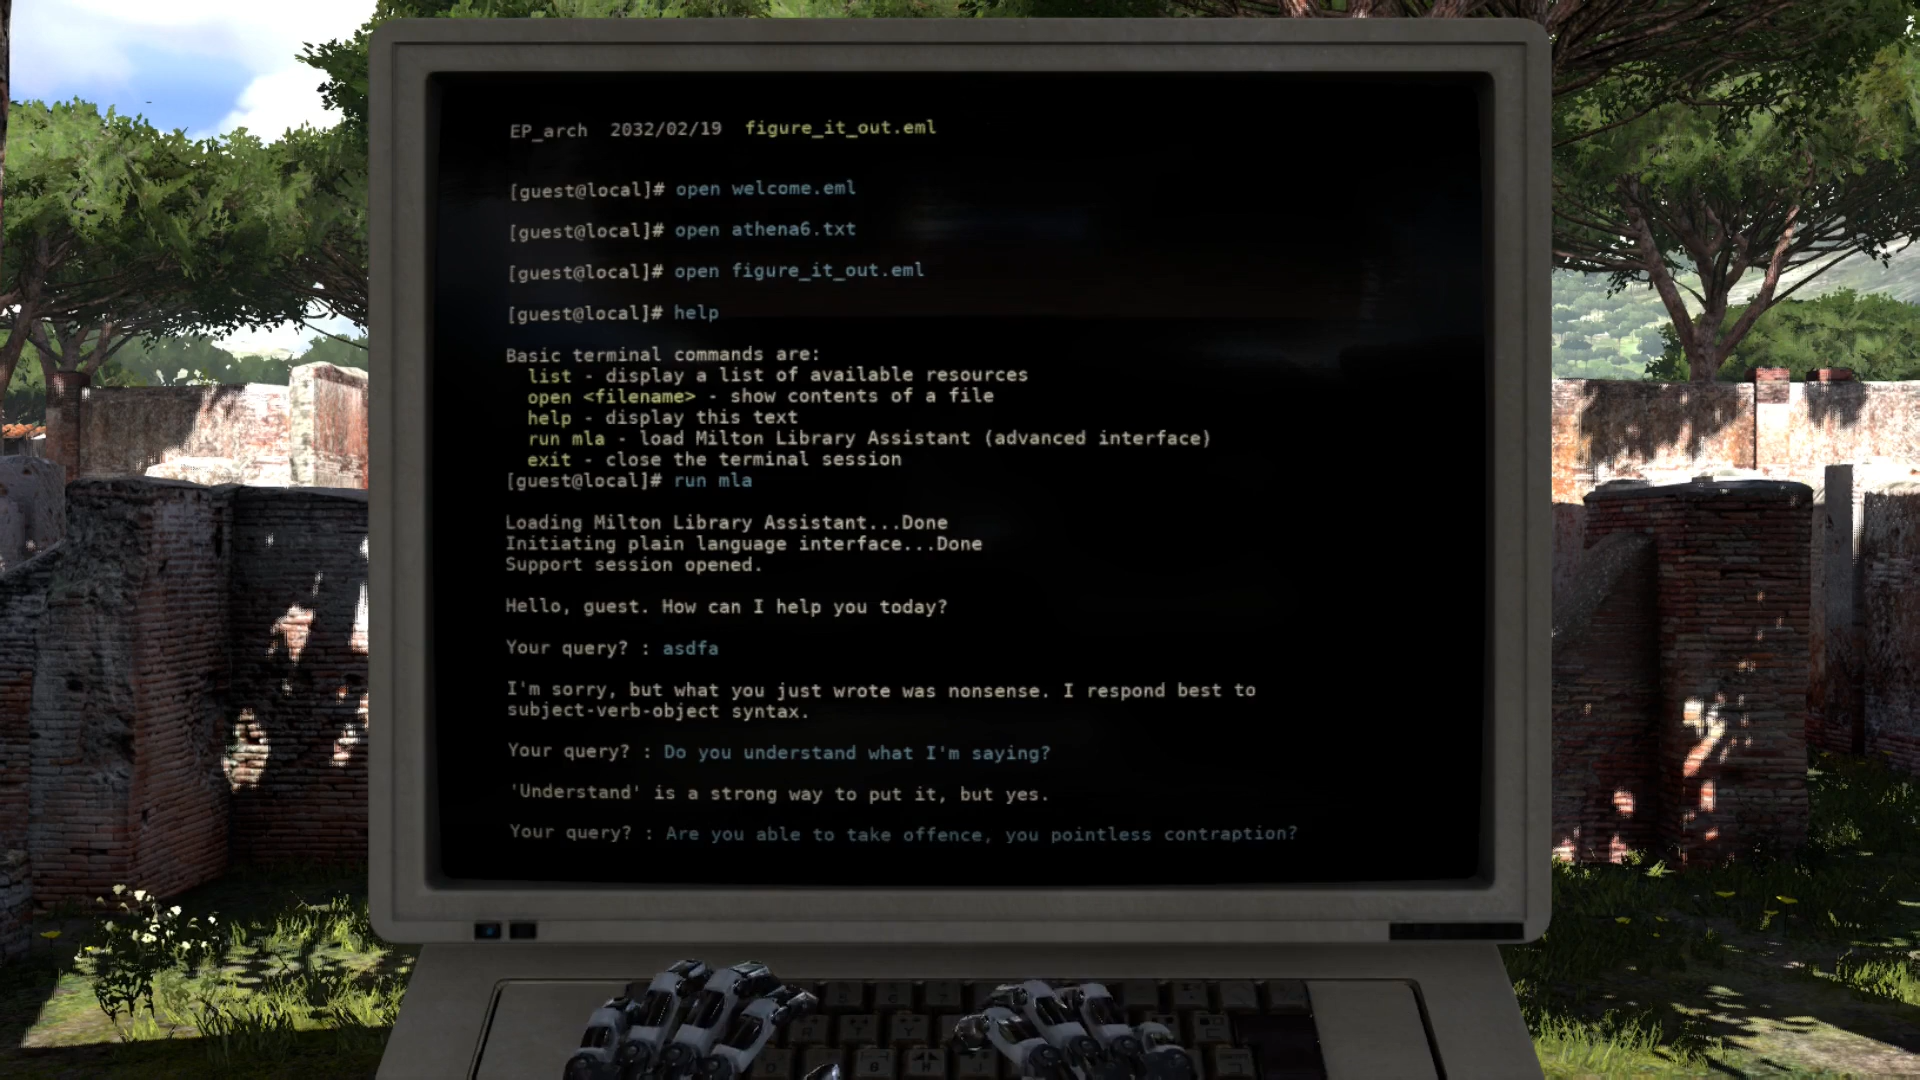 EP_arch 2032/02/19 figure_it_out.eml
[guest@local]# open welcome.eml
[guest@local]# open athena6.txt
[guest@local]# open figure_it_out.eml
[guest@local]# help
Basic terminal commands are:
list - display a list of available resources
open <filename> - show contents of a file
help - display this text
run mla - load Milton Library Assistant (advanced interface)
exit - close the terminal session
[guest@local]# run mla
Loading Milton Library Assistant...Done
Initiating plain language interface...Done
Support session opened.
Hello, guest. How can I help you today?
Your query? : asdfa
I'm sorry, but what you just wrote was nonsense. I respond best to
subject-verb-object syntax.
Your query? : Do you understand what I'm saying?
'Understand' is a strong way to put it, but yes.
Your query? : Are you able to take offence, you pointless contraption?